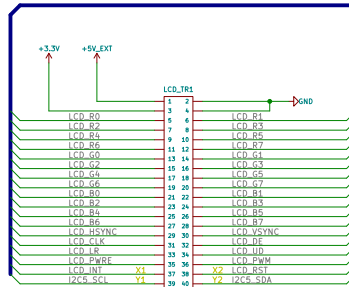 +3.3V +5V_EXT
LCD_TR1
1 2 GND
3 4
LCD_R0 5 6 LCD_R1
LCD_R2 7 8 LCD_R3
LCD_R4 9 10 LCD_R5
LCD_R6 11 12 LCD_R7
LCD_G0 13 14 LCD_G1
LCD_G2 15 16 LCD_G3
LCD_G4 17 18 LCD_G5
LCD_G6 19 20 LCD_G7
LCD_B0 21 22 LCD_B1
LCD_B2 23 24 LCD_B3
LCD_B4 25 26 LCD_B5
LCD_B6 27 28 LCD_B7
LCD_HSYNC 29 30 LCD_VSYNC
LCD_CLK 31 32 LCD_DE
LCD_LR 33 34 LCD_UD
LCD_PWRE 35 36 LCD_PWM
LCD_INT X1 37 38 X2 LCD_RST
I2C5_SCL Y1 39 40 Y2 I2C5_SDA